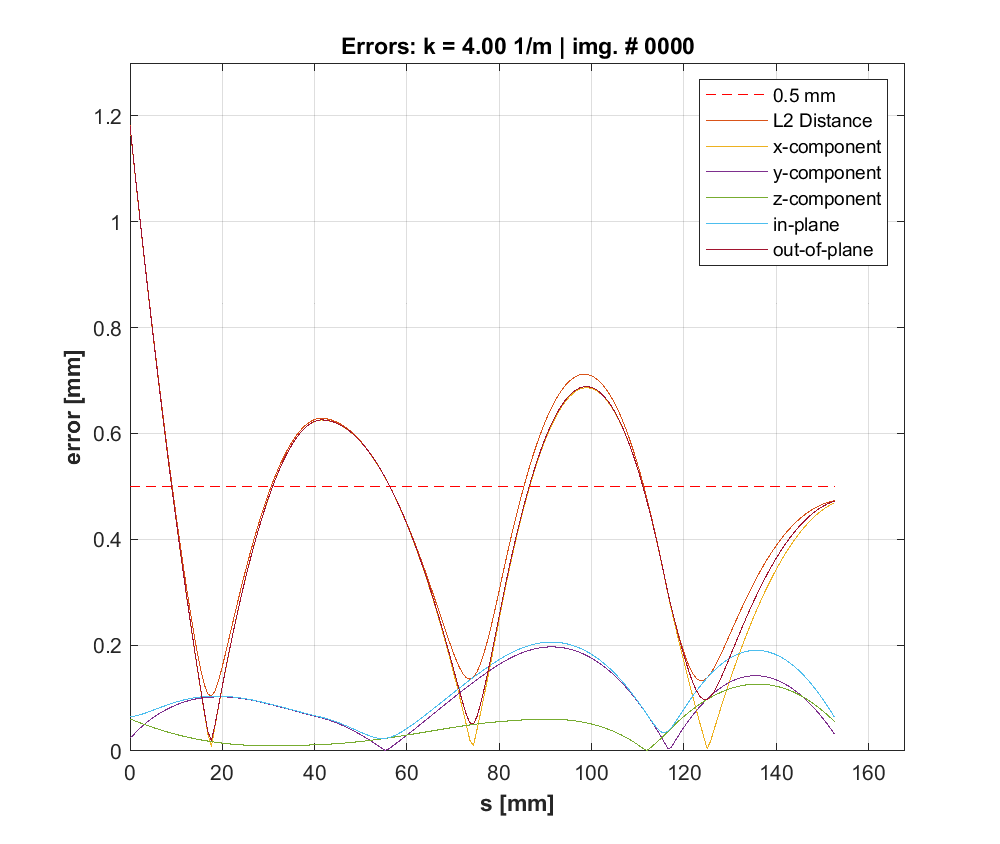 Errors: k = 4.00 1/m | img. # 0000
0.5 mm
L2 Distance
x-component
y-component
z-component
in-plane
out-of-plane
1.2
1
0.8
0.6
0.4
0.2
0
error [mm]
0 20 40 60 80 100 120 140 160
s [mm]